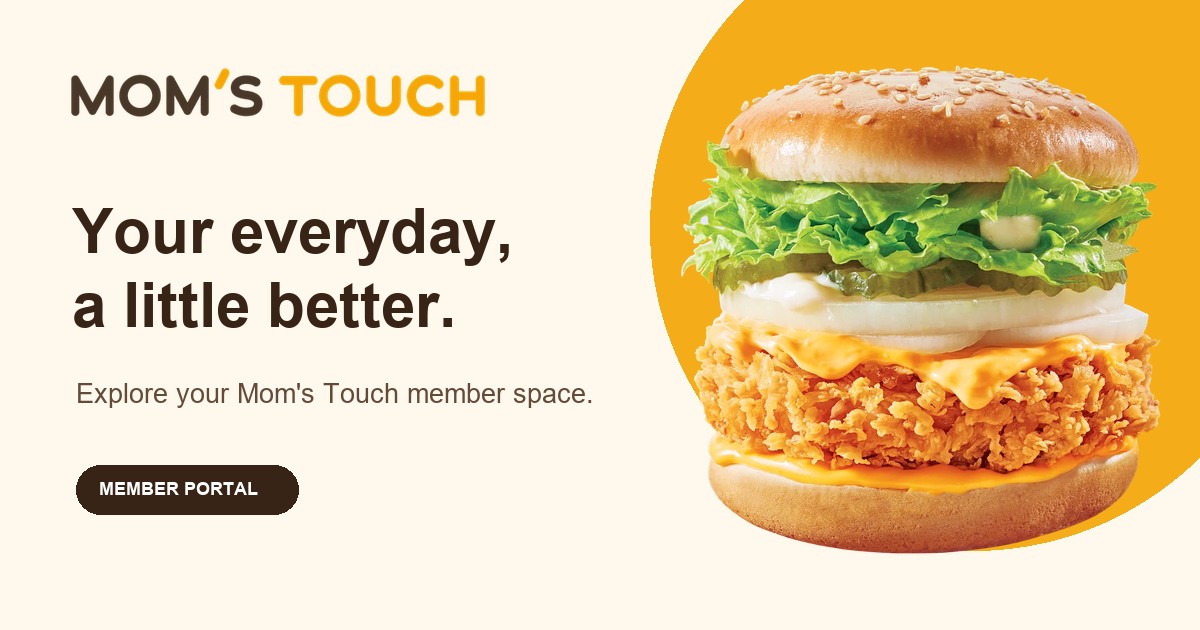 MOM'S TOUCH
Your everyday,
a little better.
Explore your Mom's Touch member space.
MEMBER PORTAL